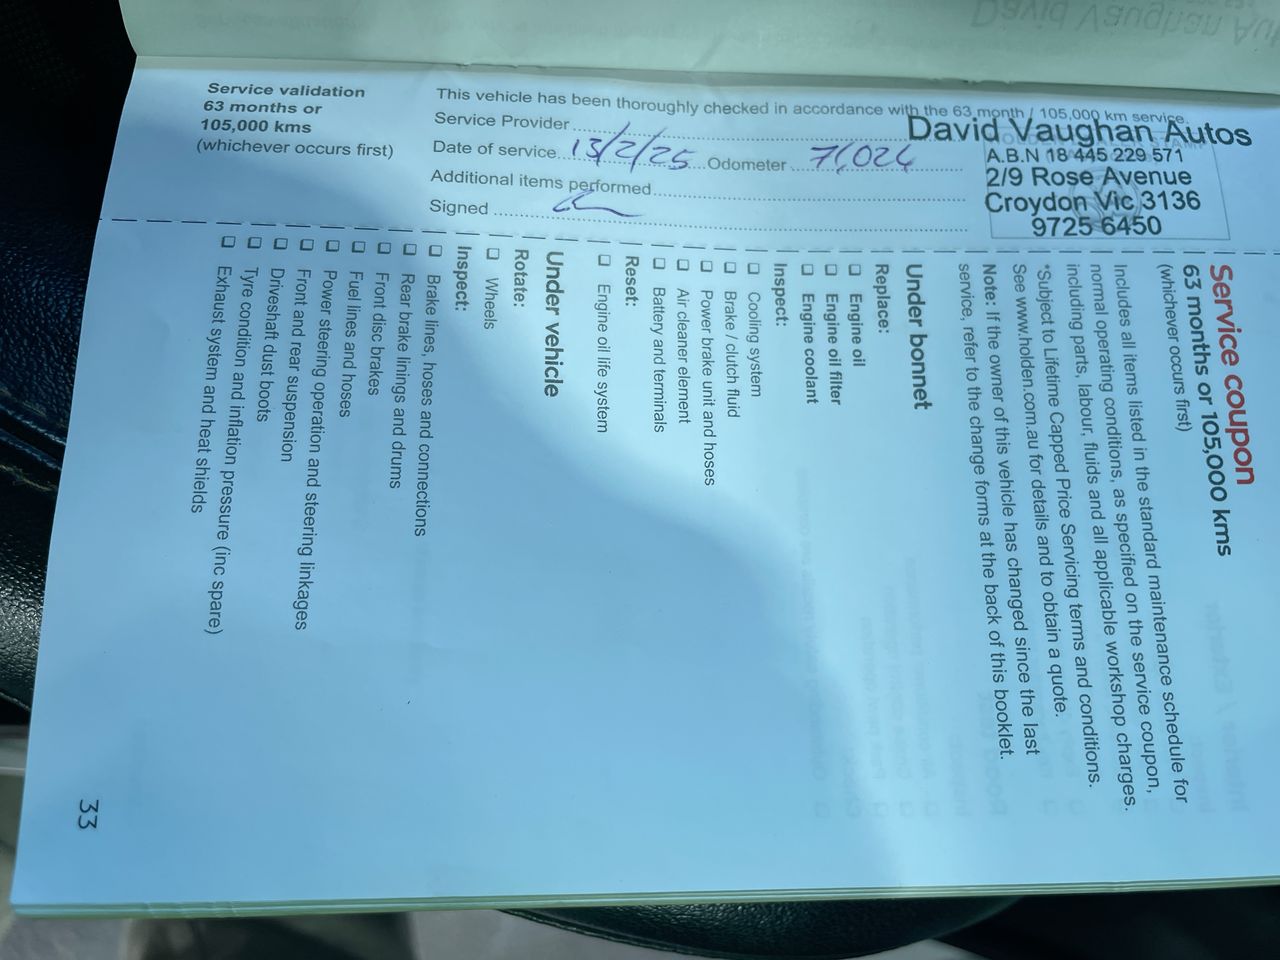 Service validation
63 months or
105,000 kms
(whichever occurs first)
This vehicle has been thoroughly checked in accordance with the 63 month / 105,000 km service.
Service Provider
Date of service 13/2/25 Odometer 71,024
Additional items performed
Signed
David Vaughan Autos
A.B.N 18 445 229 571
2/9 Rose Avenue
Croydon Vic 3136
9725 6450
Service coupon
63 months or 105,000 kms
(whichever occurs first)
Includes all items listed in the standard maintenance schedule for
normal operating conditions, as specified on the service coupon,
including parts, labour, fluids and all applicable workshop charges.
*Subject to Lifetime Capped Price Servicing terms and conditions.
See www.holden.com.au for details and to obtain a quote.
Note: If the owner of this vehicle has changed since the last
service, refer to the change forms at the back of this booklet.
Under bonnet
Replace:
Engine oil
Engine oil filter
Engine coolant
Inspect:
Cooling system
Brake / clutch fluid
Power brake unit and hoses
Air cleaner element
Battery and terminals
Reset:
Engine oil life system
Under vehicle
Rotate:
Wheels
Inspect:
Brake lines, hoses and connections
Rear brake linings and drums
Front disc brakes
Fuel lines and hoses
Power steering operation and steering linkages
Front and rear suspension
Driveshaft dust boots
Tyre condition and inflation pressure (inc spare)
Exhaust system and heat shields
33